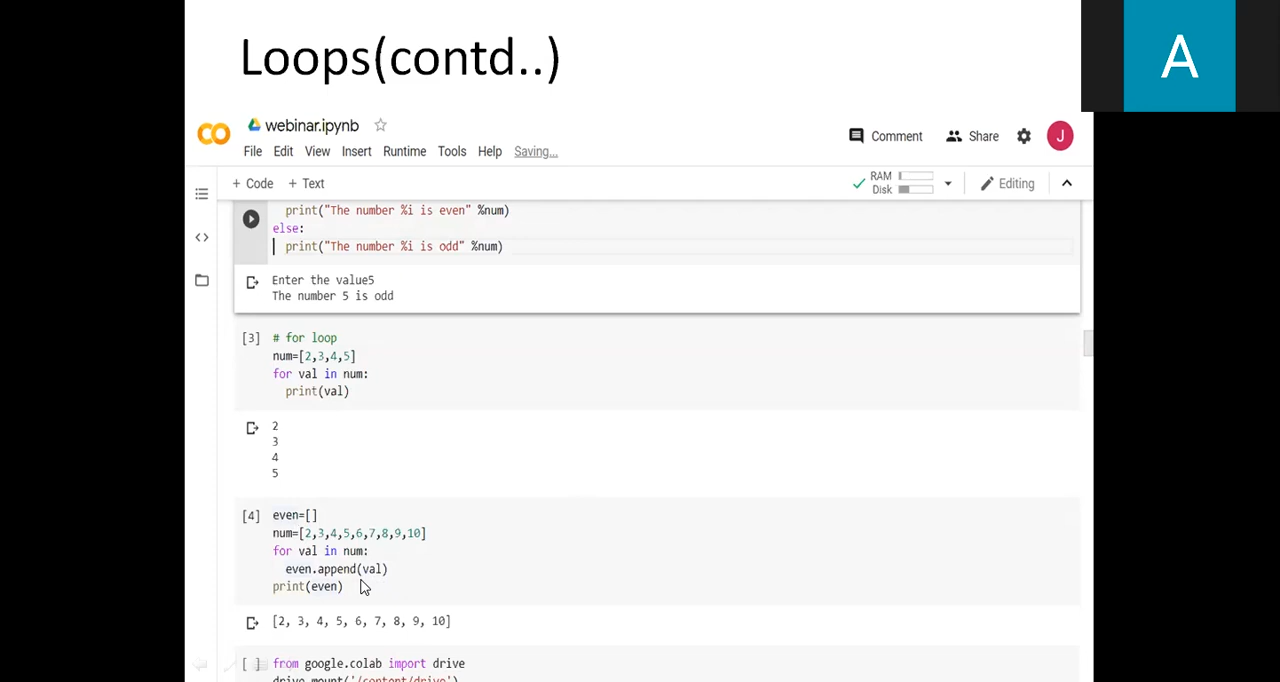 Loops(contd..)
A
webinar.ipynb
Comment
Share
J
File Edit View Insert Runtime Tools Help Saving...
+ Code + Text
RAM
Disk
Editing
print("The number %i is even" %num)
else:
print("The number %i is odd" %num)
Enter the value5
The number 5 is odd
[3] # for loop
num=[2,3,4,5]
for val in num:
print(val)
2
3
4
5
[4] even=[]
num=[2,3,4,5,6,7,8,9,10]
for val in num:
even.append(val)
print(even)
[2, 3, 4, 5, 6, 7, 8, 9, 10]
[ ] from google.colab import drive
drive.mount('/content/drive')